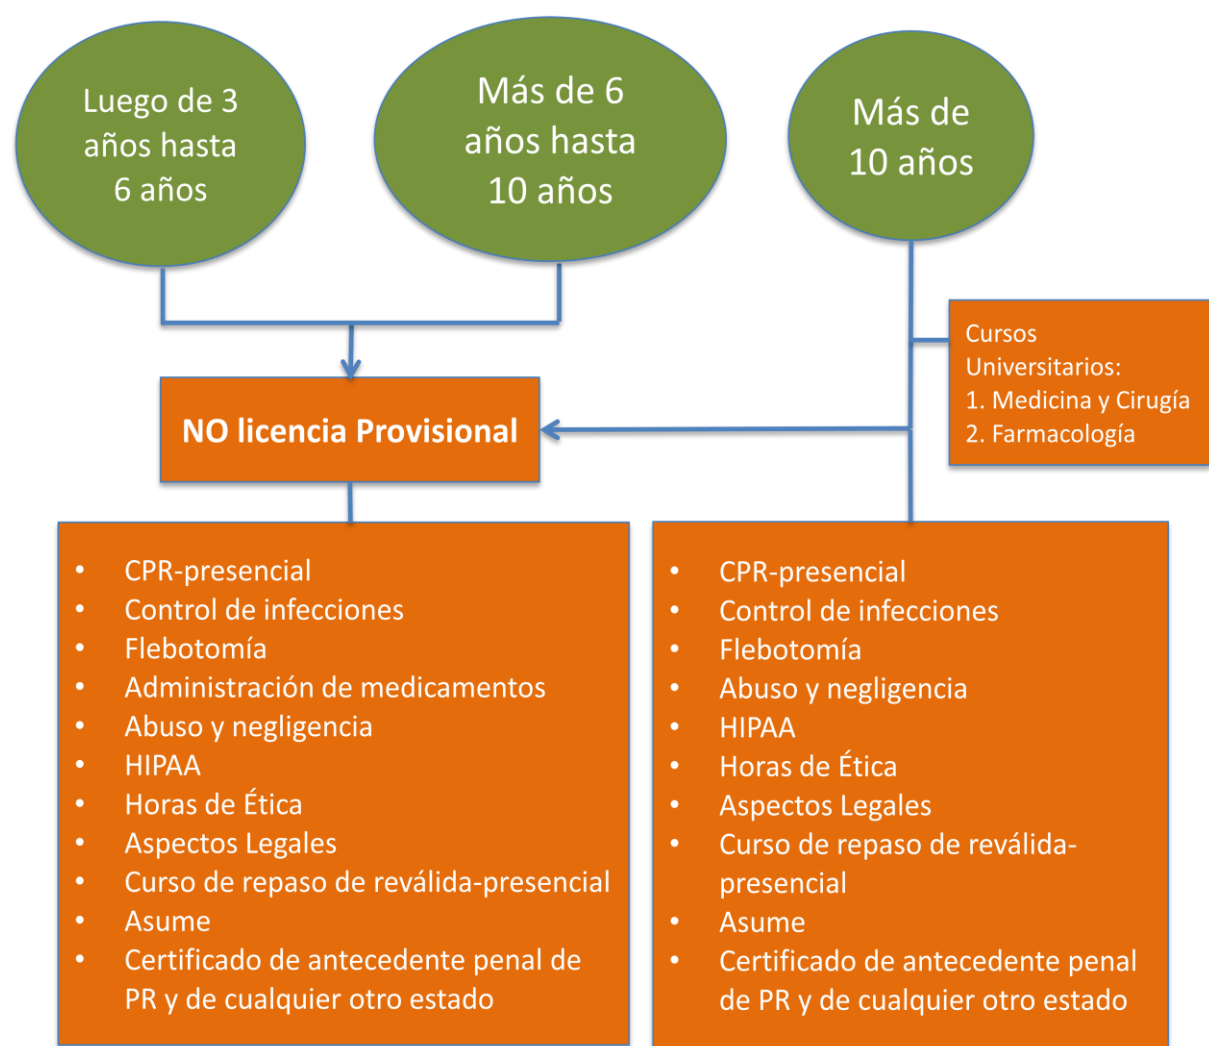 Luego de 3
años hasta
6 años
Más de 6
años hasta
10 años
Más de
10 años
Cursos
Universitarios:
1. Medicina y Cirugía
2. Farmacología
NO licencia Provisional
• CPR-presencial
• Control de infecciones
• Flebotomía
• Administración de medicamentos
• Abuso y negligencia
• HIPAA
• Horas de Ética
• Aspectos Legales
• Curso de repaso de reválida-presencial
• Asume
• Certificado de antecedente penal de
PR y de cualquier otro estado
• CPR-presencial
• Control de infecciones
• Flebotomía
• Abuso y negligencia
• HIPAA
• Horas de Ética
• Aspectos Legales
• Curso de repaso de reválida-
presencial
• Asume
• Certificado de antecedente penal
de PR y de cualquier otro estado